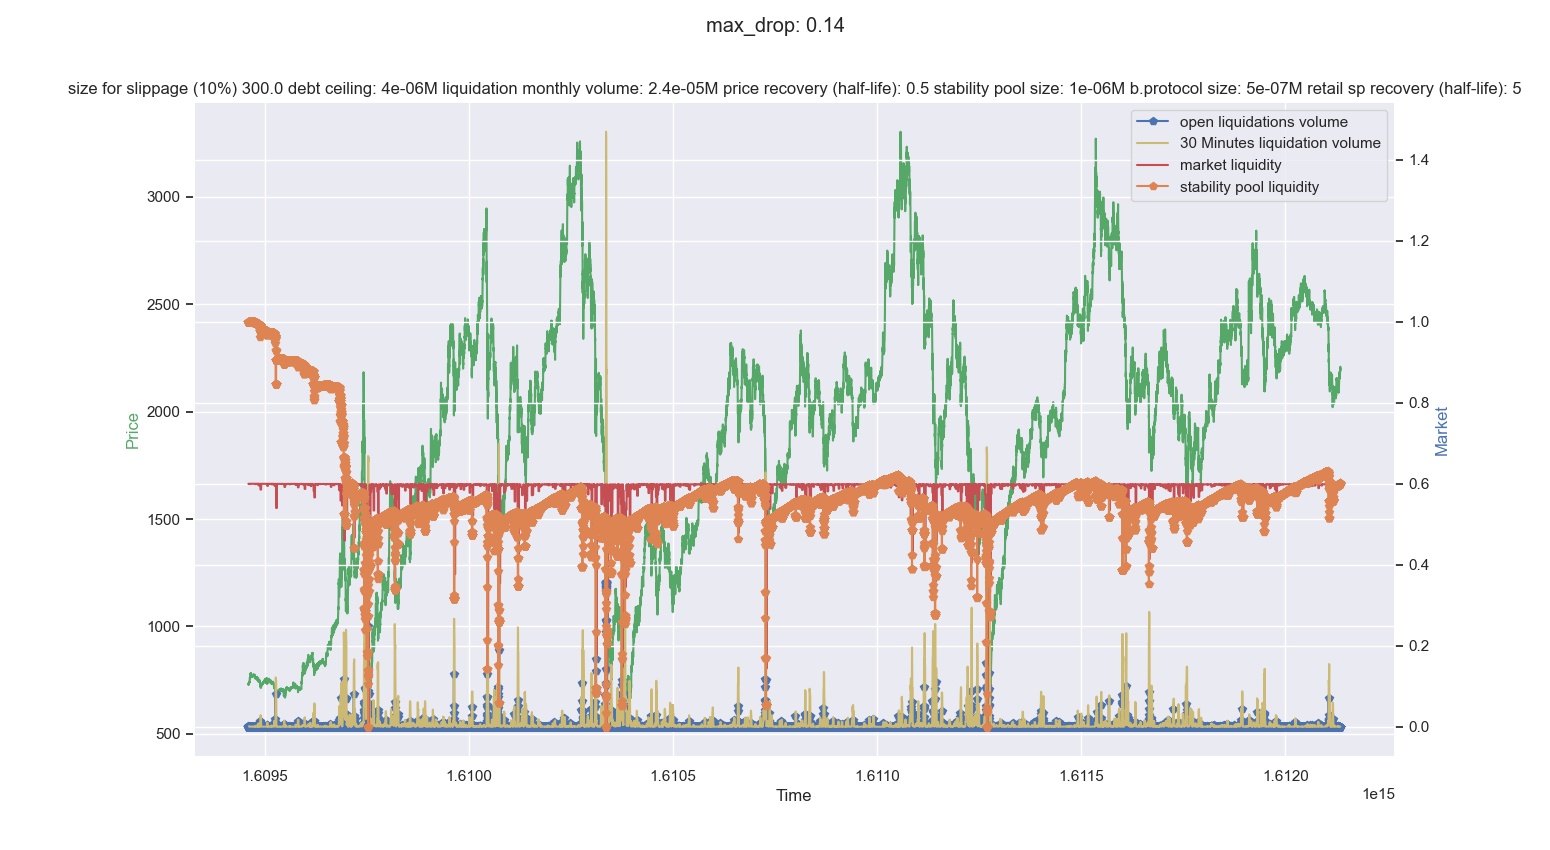 max_drop: 0.14
size for slippage (10%) 300.0 debt ceiling: 4e-06M liquidation monthly volume: 2.4e-05M price recovery (half-life): 0.5 stability pool size: 1e-06M b.protocol size: 5e-07M retail sp recovery (half-life): 5
open liquidations volume
30 Minutes liquidation volume
market liquidity
stability pool liquidity
3000
2500
2000
1500
1000
500
Price
1.4
1.2
1.0
0.8
0.6
0.4
0.2
0.0
Market
1.6095 1.6100 1.6105 1.6110 1.6115 1.6120
1e15
Time